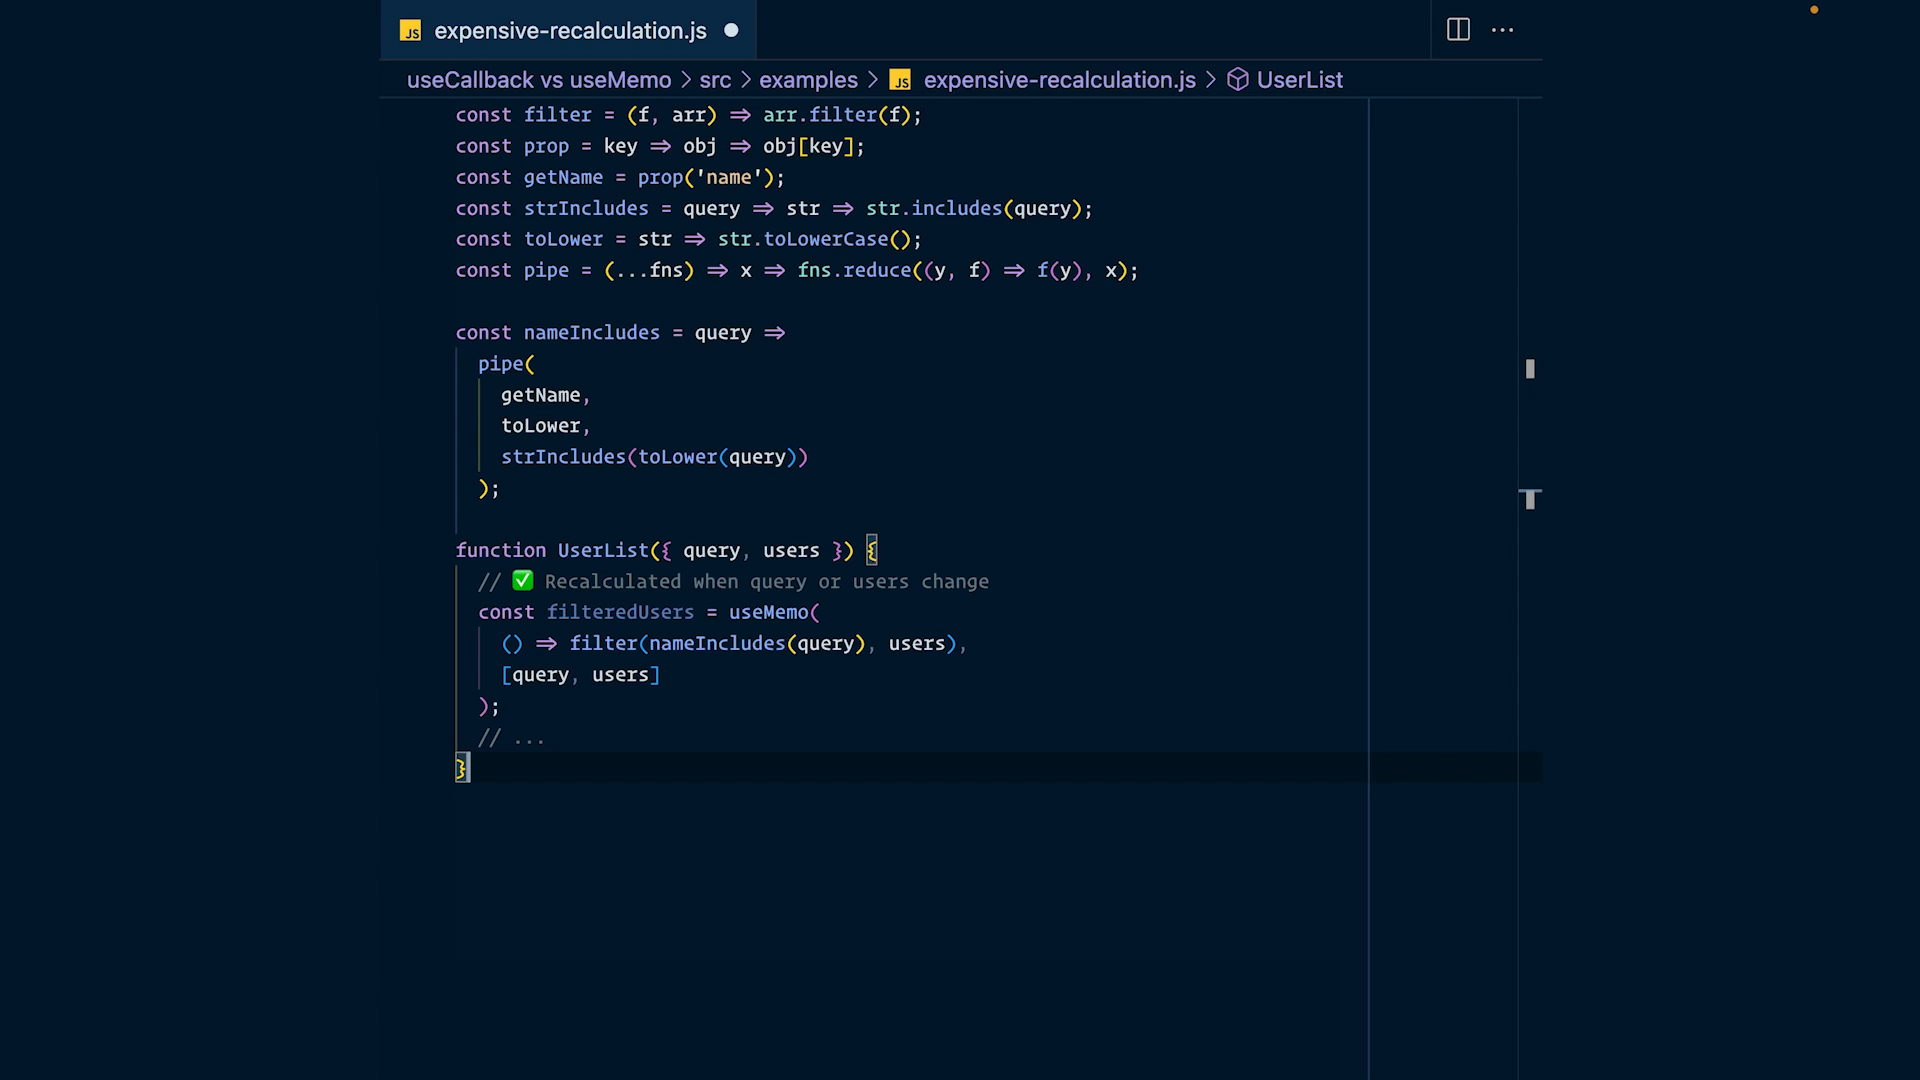 JS expensive-recalculation.js
useCallback vs useMemo > src > examples > JS expensive-recalculation.js > UserList
const filter = (f, arr) => arr.filter(f);
const prop = key => obj => obj[key];
const getName = prop('name');
const strIncludes = query => str => str.includes(query);
const toLower = str => str.toLowerCase();
const pipe = (...fns) => x => fns.reduce((y, f) => f(y), x);
const nameIncludes = query =>
pipe(
getName,
toLower,
strIncludes(toLower(query))
);
function UserList({ query, users }) {
// ✅ Recalculated when query or users change
const filteredUsers = useMemo(
() => filter(nameIncludes(query), users),
[query, users]
);
// ...
}